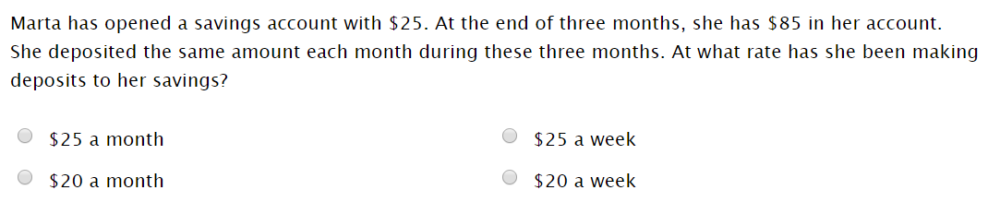 Marta has opened a savings account with $25. At the end of three months, she has $85 in her account.
She deposited the same amount each month during these three months. At what rate has she been making
deposits to her savings?
$25 a month
$25 a week
$20 a month
$20 a week